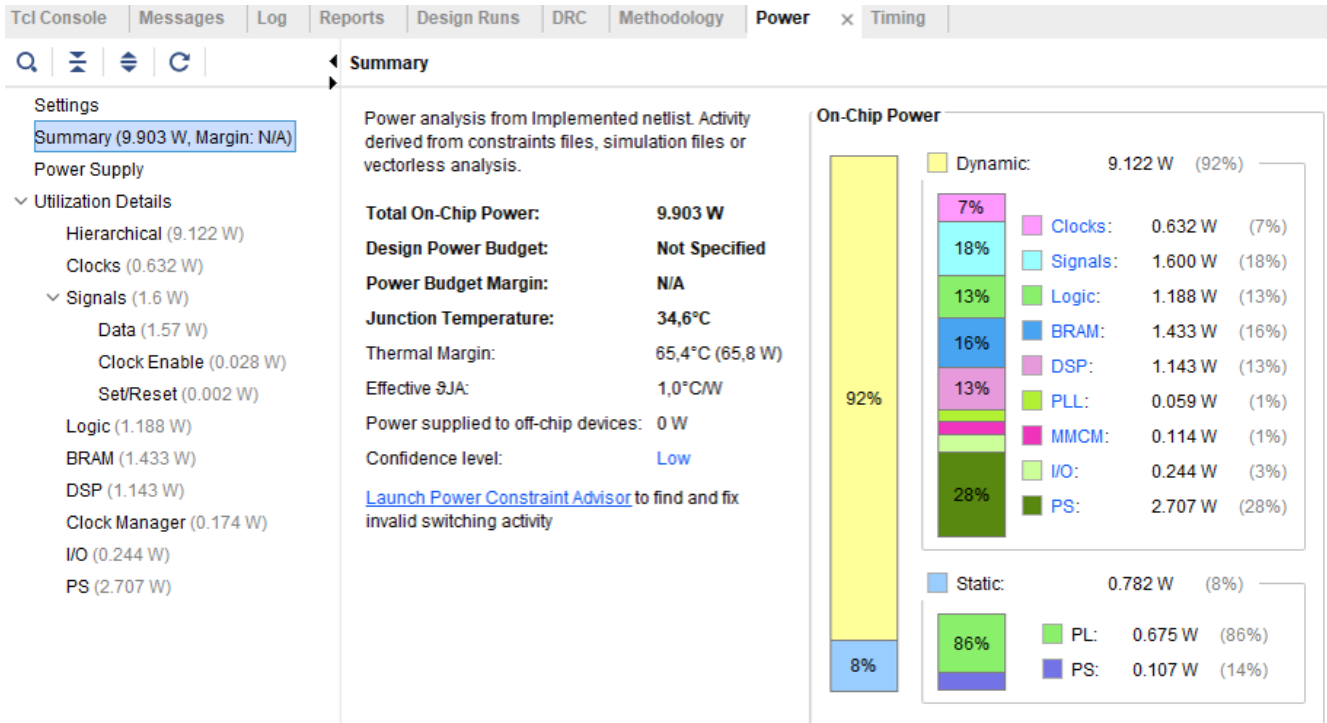 Tcl Console Messages Log Reports Design Runs DRC Methodology Power × Timing
Settings
Summary (9.903 W, Margin: N/A)
Power Supply
Utilization Details
Hierarchical (9.122 W)
Clocks (0.632 W)
Signals (1.6 W)
Data (1.57 W)
Clock Enable (0.028 W)
Set/Reset (0.002 W)
Logic (1.188 W)
BRAM (1.433 W)
DSP (1.143 W)
Clock Manager (0.174 W)
I/O (0.244 W)
PS (2.707 W)
Summary
Power analysis from Implemented netlist. Activity
derived from constraints files, simulation files or
vectorless analysis.
Total On-Chip Power: 9.903 W
Design Power Budget: Not Specified
Power Budget Margin: N/A
Junction Temperature: 34,6°C
Thermal Margin: 65,4°C (65,8 W)
Effective ϑJA: 1,0°C/W
Power supplied to off-chip devices: 0 W
Confidence level: Low
Launch Power Constraint Advisor to find and fix
invalid switching activity
On-Chip Power
92%
8%
Dynamic: 9.122 W (92%)
7%
18%
13%
16%
13%
28%
Clocks: 0.632 W (7%)
Signals: 1.600 W (18%)
Logic: 1.188 W (13%)
BRAM: 1.433 W (16%)
DSP: 1.143 W (13%)
PLL: 0.059 W (1%)
MMCM: 0.114 W (1%)
I/O: 0.244 W (3%)
PS: 2.707 W (28%)
Static: 0.782 W (8%)
86%
PL: 0.675 W (86%)
PS: 0.107 W (14%)